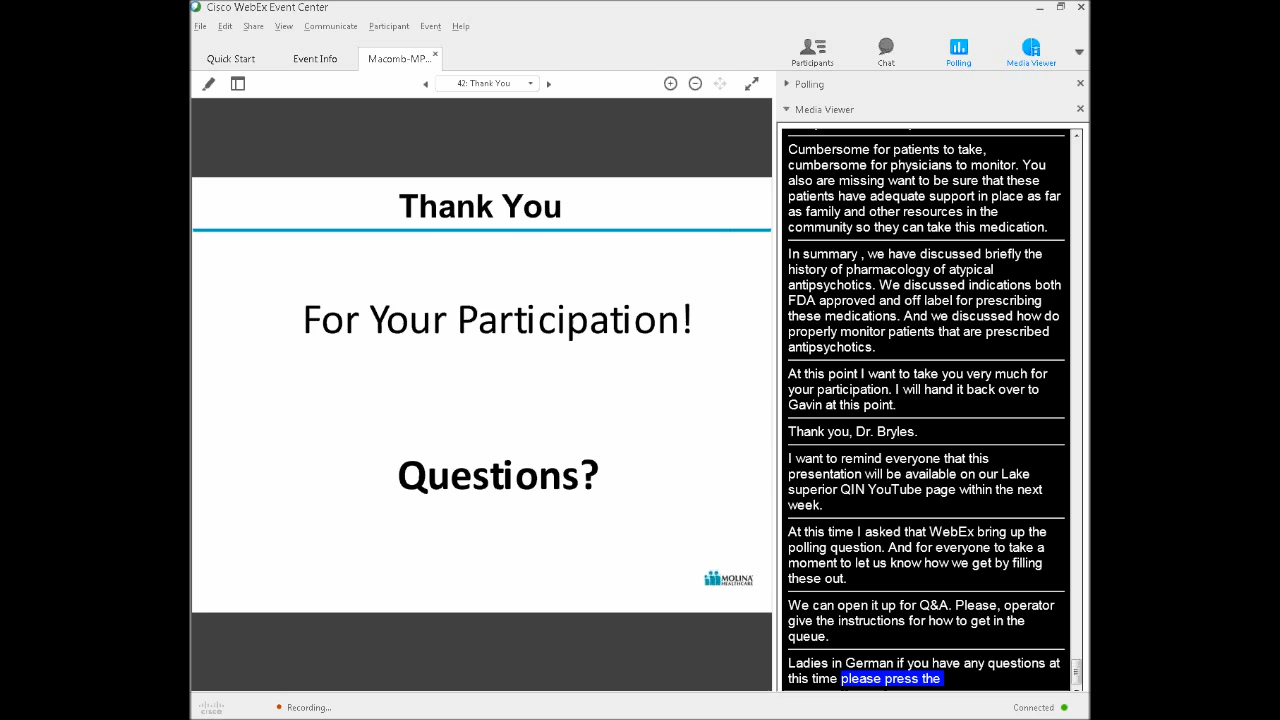 Cisco WebEx Event Center
File Edit Share View Communicate Participant Event Help
Quick Start Event Info Macomb-MP...
Participants Chat Polling Media Viewer
42: Thank You
Polling
Media Viewer
Thank You
For Your Participation!
Questions?
MOLINA
HEALTHCARE
Cumbersome for patients to take,
cumbersome for physicians to monitor. You
also are missing want to be sure that these
patients have adequate support in place as far
as family and other resources in the
community so they can take this medication.
In summary , we have discussed briefly the
history of pharmacology of atypical
antipsychotics. We discussed indications both
FDA approved and off label for prescribing
these medications. And we discussed how do
properly monitor patients that are prescribed
antipsychotics.
At this point I want to take you very much for
your participation. I will hand it back over to
Gavin at this point.
Thank you, Dr. Bryles.
I want to remind everyone that this
presentation will be available on our Lake
superior QIN YouTube page within the next
week.
At this time I asked that WebEx bring up the
polling question. And for everyone to take a
moment to let us know how we get by filling
these out.
We can open it up for Q&A. Please, operator
give the instructions for how to get in the
queue.
Ladies in German if you have any questions at
this time please press the
CISCO
Recording...
Connected